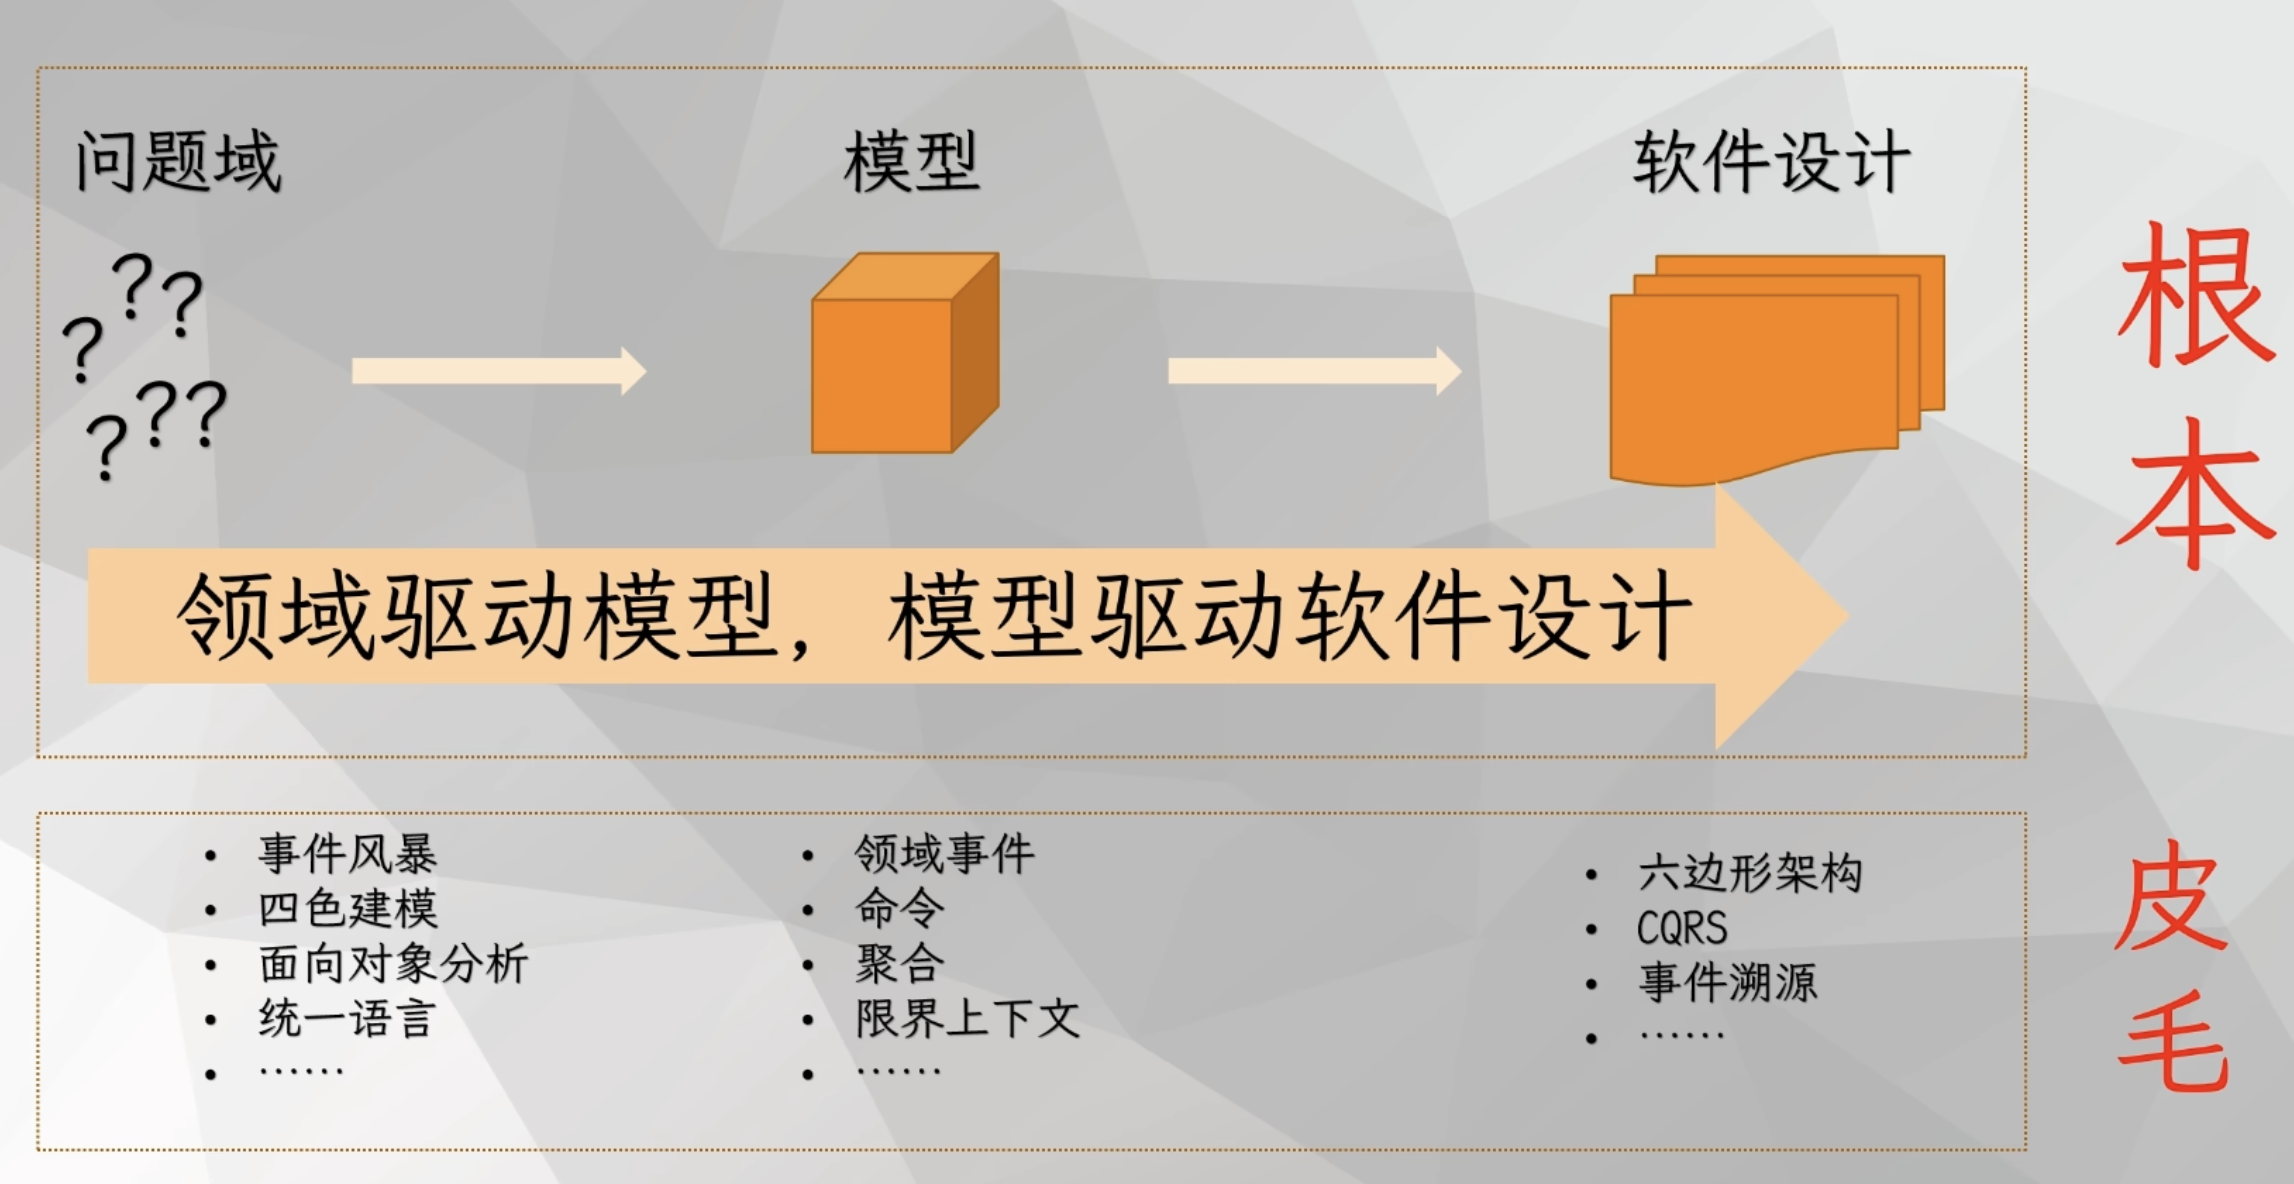 问题域
模型
软件设计
? ?
?
? ?
?
领域驱动模型，模型驱动软件设计
根
本
• 事件风暴
• 四色建模
• 面向对象分析
• 统一语言
• ……
• 领域事件
• 命令
• 聚合
• 限界上下文
• ……
• 六边形架构
• CQRS
• 事件溯源
• ……
皮
毛